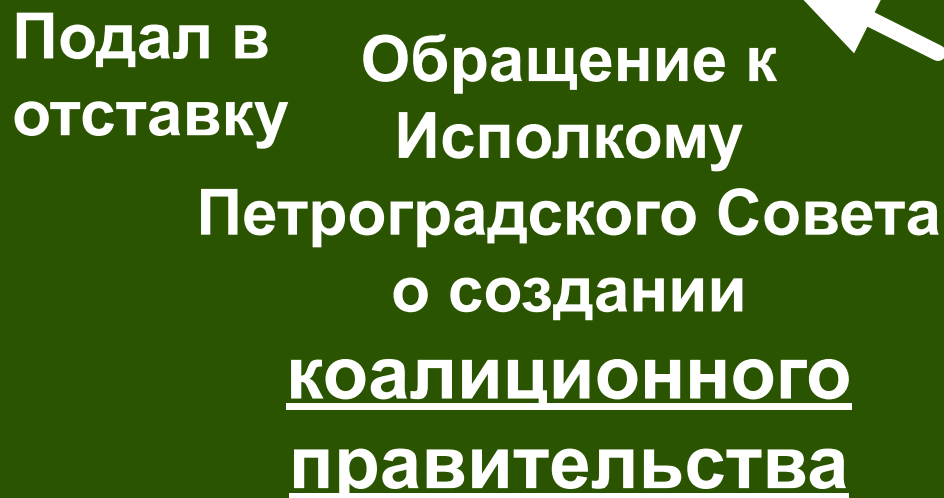 Подал в
отставку
Обращение к
Исполкому
Петроградского Совета
о создании
коалиционного
правительства